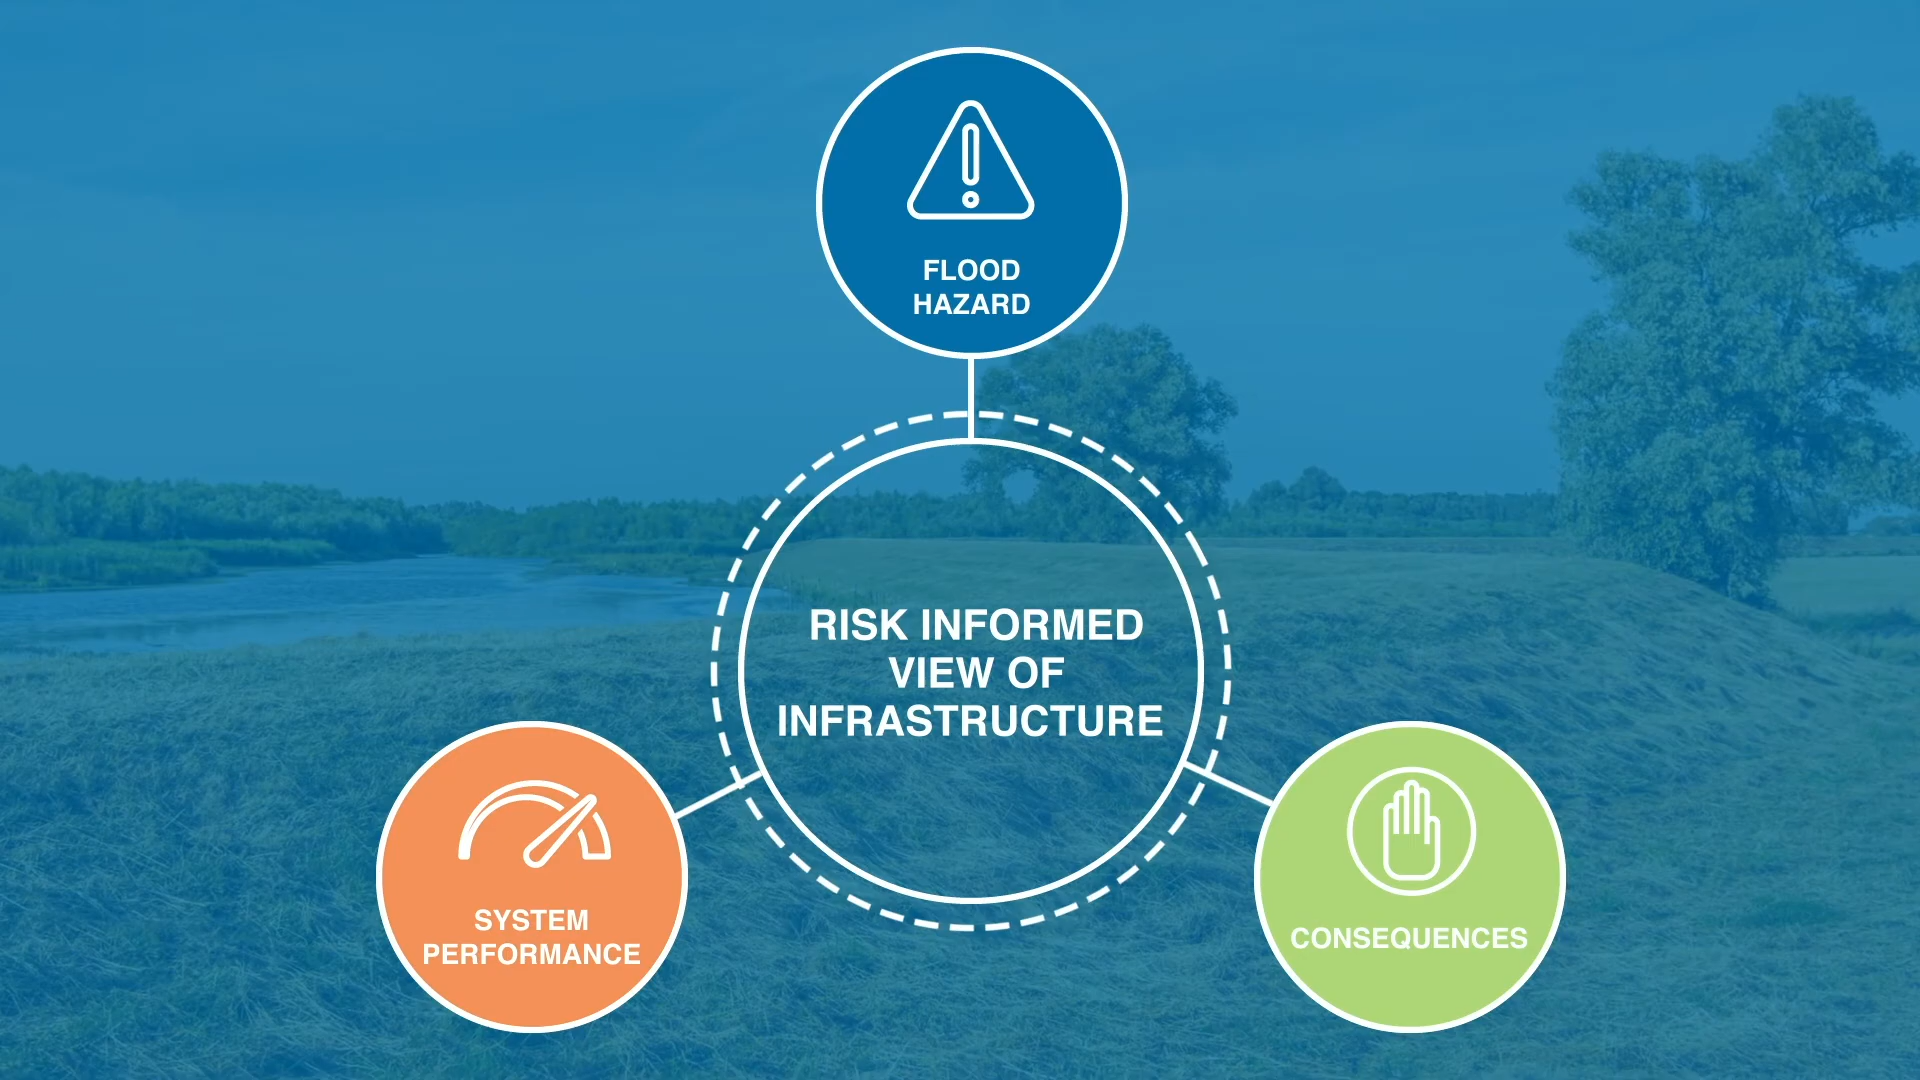 FLOOD
HAZARD
RISK INFORMED
VIEW OF
INFRASTRUCTURE
SYSTEM
PERFORMANCE
CONSEQUENCES